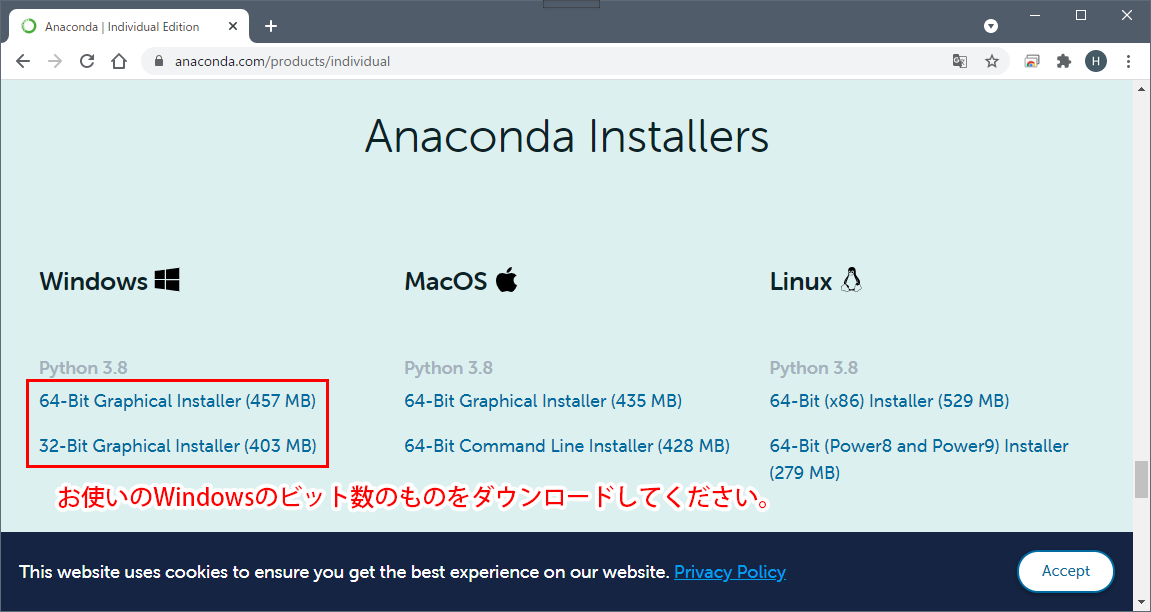 Anaconda | Individual Edition
anaconda.com/products/individual
H
Anaconda Installers
Windows
MacOS
Linux
Python 3.8
Python 3.8
Python 3.8
64-Bit Graphical Installer (457 MB)
64-Bit Graphical Installer (435 MB)
64-Bit (x86) Installer (529 MB)
32-Bit Graphical Installer (403 MB)
64-Bit Command Line Installer (428 MB)
64-Bit (Power8 and Power9) Installer
(279 MB)
お使いのWindowsのビット数のものをダウンロードしてください。
This website uses cookies to ensure you get the best experience on our website. Privacy Policy
Accept